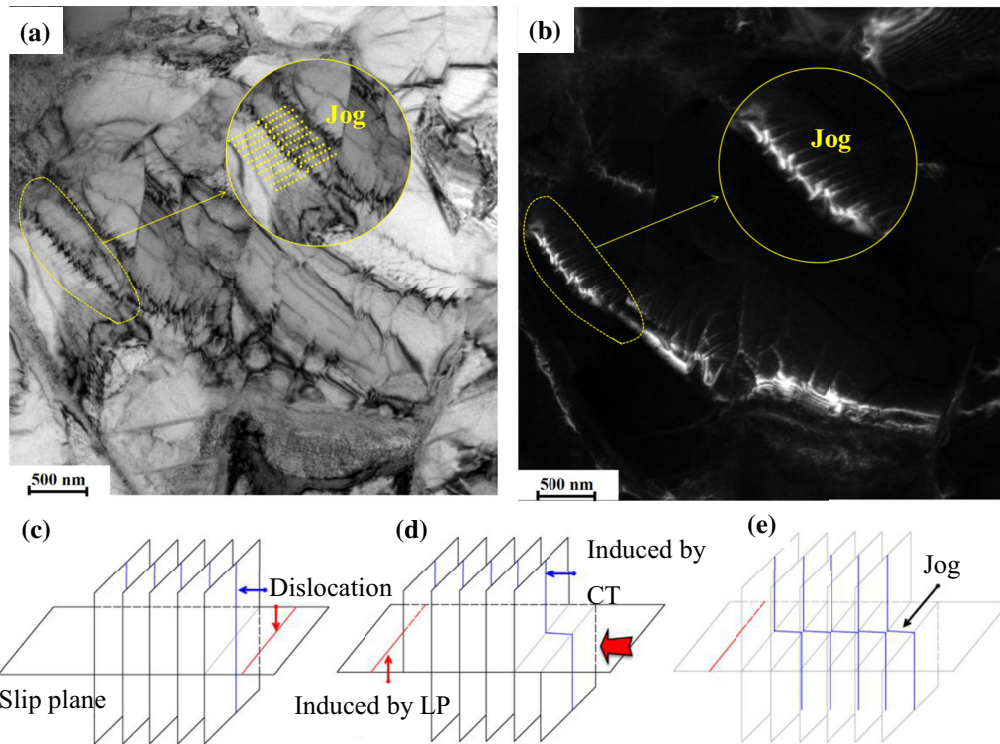 (a)
Jog
500 nm
(b)
Jog
500 nm
(c)
Dislocation
Slip plane
(d)
Induced by
CT
Induced by LP
(e)
Jog